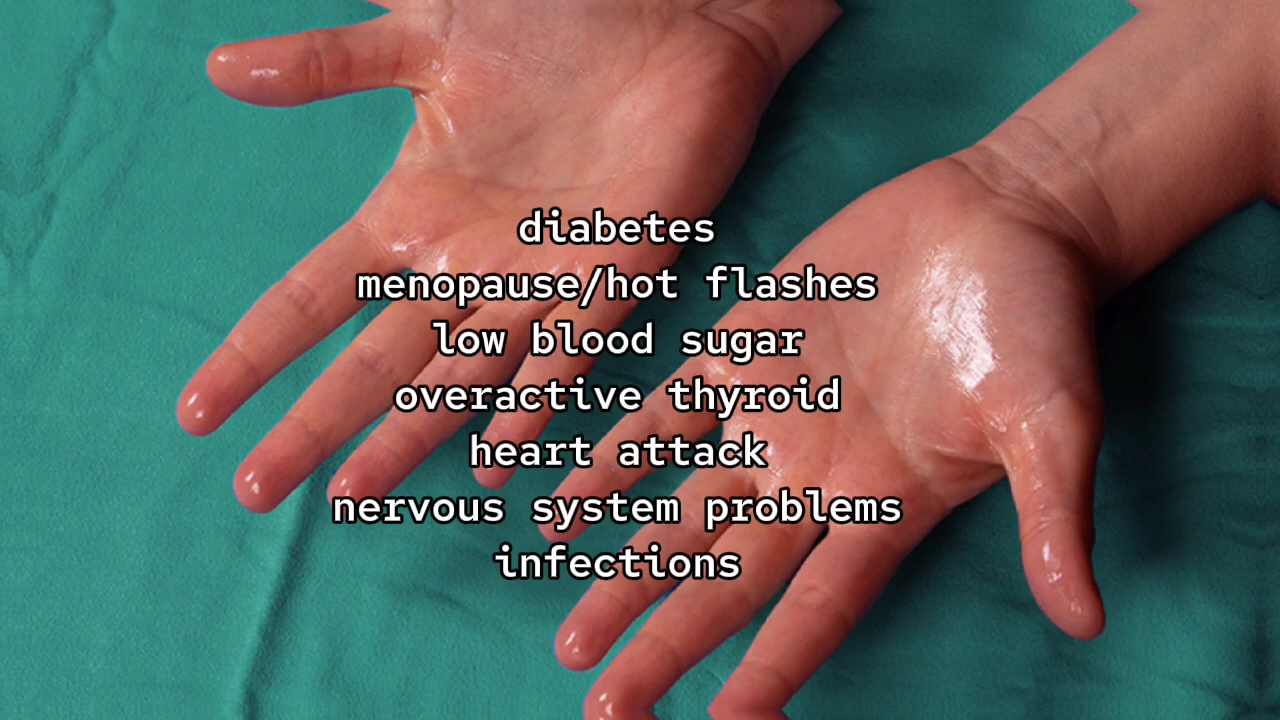 diabetes
menopause/hot flashes
low blood sugar
overactive thyroid
heart attack
nervous system problems
infections